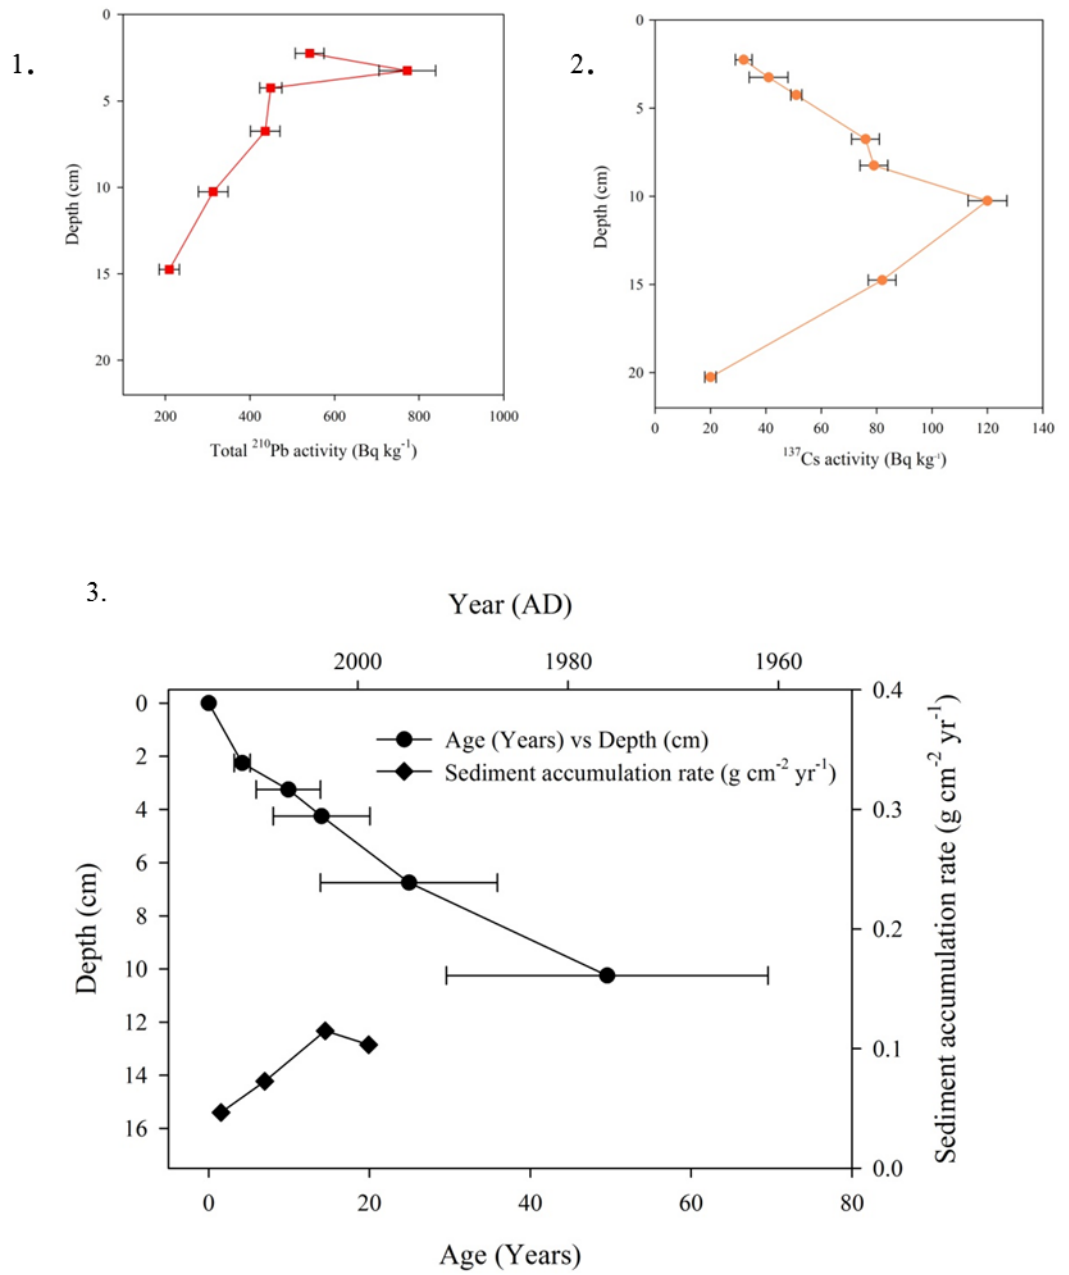 1.
0
5
10
15
20
Depth (cm)
200 400 600 800 1000
Total ²¹⁰Pb activity (Bq kg⁻¹)
2.
0
5
10
15
20
Depth (cm)
0 20 40 60 80 100 120 140
¹³⁷Cs activity (Bq kg⁻¹)
3.
Year (AD)
2000 1980 1960
0
2
4
6
8
10
12
14
16
Depth (cm)
Age (Years) vs Depth (cm)
Sediment accumulation rate (g cm⁻² yr⁻¹)
0.4
0.3
0.2
0.1
0.0
Sediment accumulation rate (g cm⁻² yr⁻¹)
0 20 40 60 80
Age (Years)